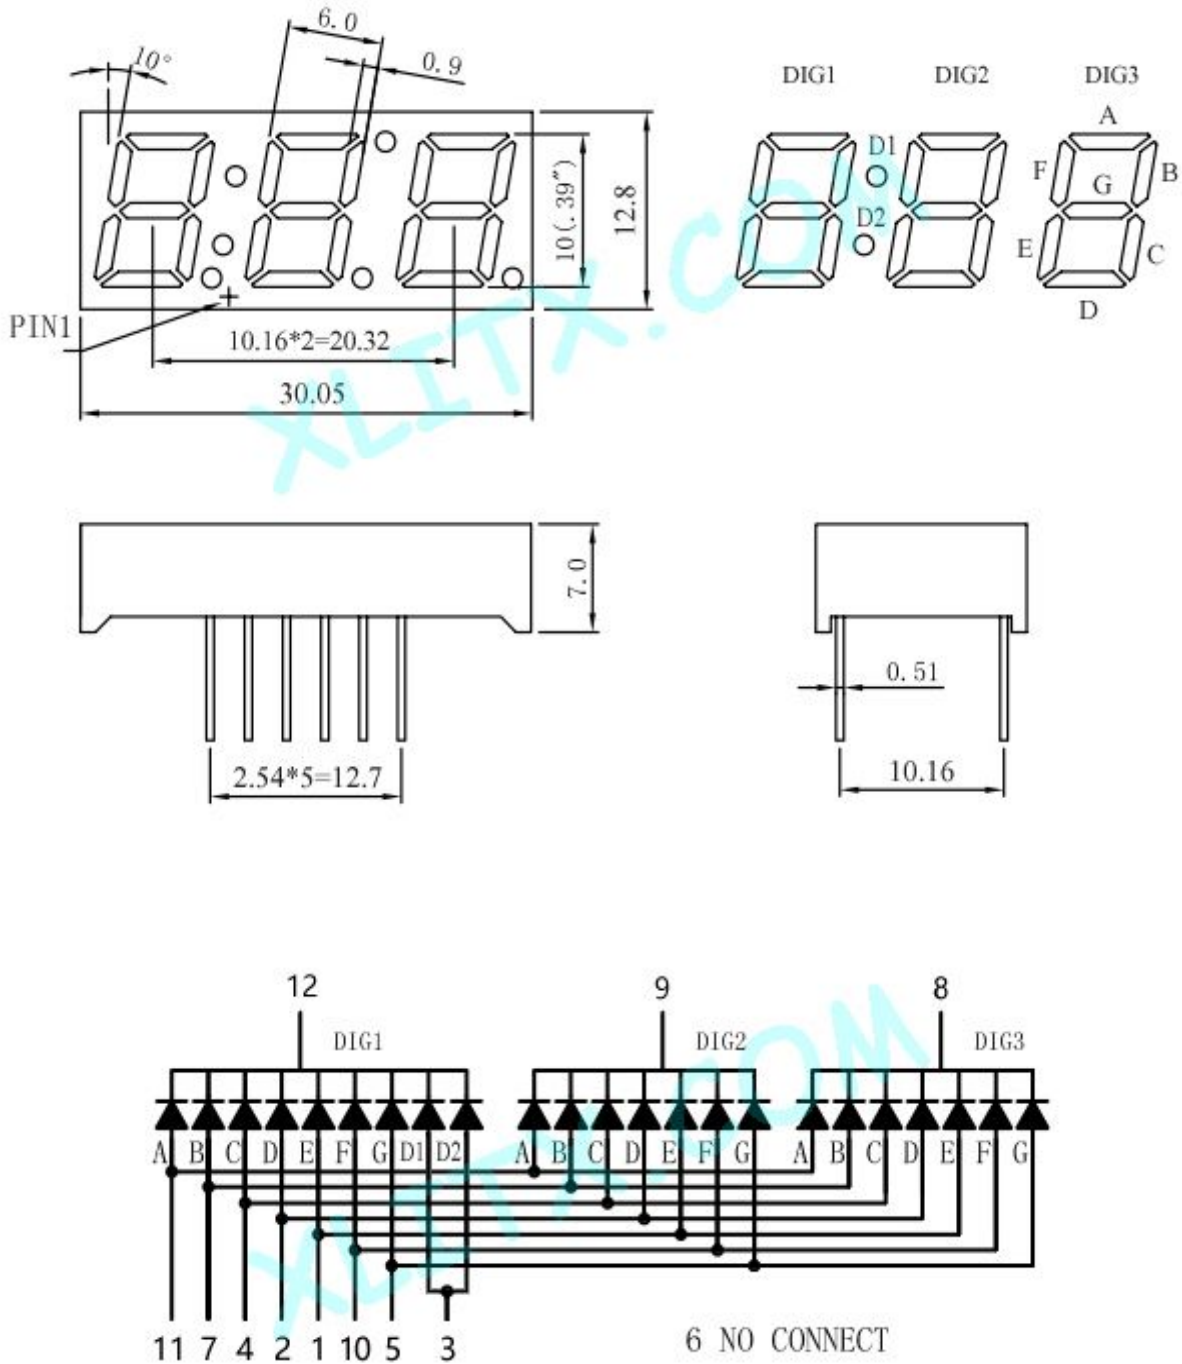 6.0
10°
0.9
DIG1 DIG2 DIG3
A
D1
F B
G
10(.39")
12.8
D2
E C
D
PIN1
10.16*2=20.32
30.05
XLITX.COM
7.0
0.51
2.54*5=12.7
10.16
12 9 8
DIG1 DIG2 DIG3
A B C D E F G D1 D2 A B C D E F G A B C D E F G
XLITX.COM
11 7 4 2 1 10 5 3
6 NO CONNECT